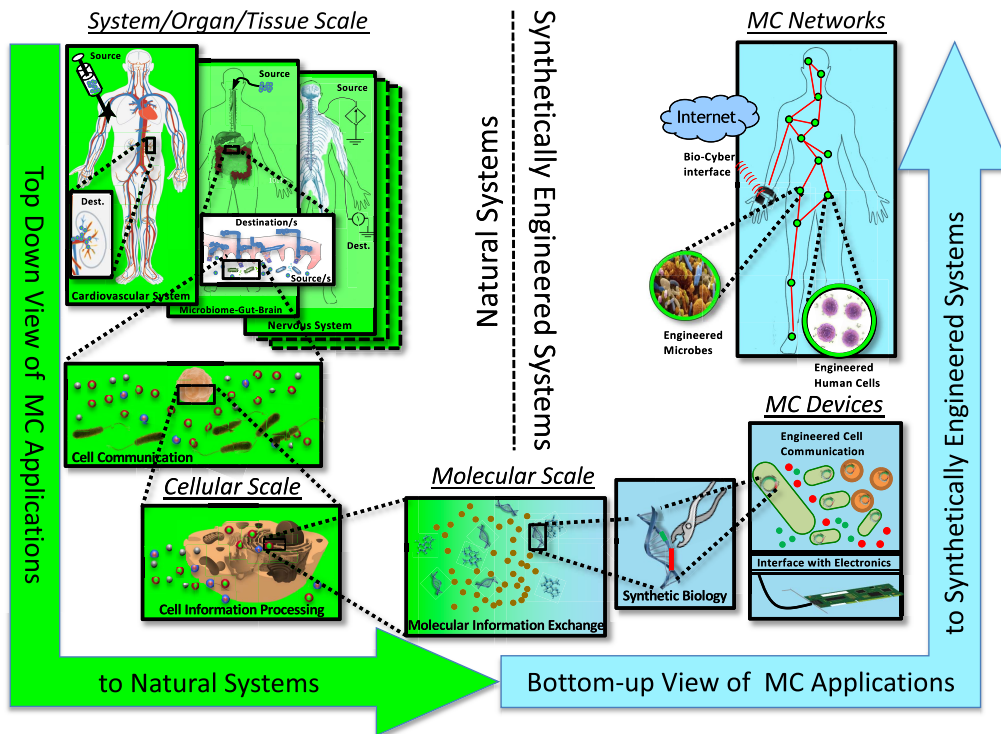 System/Organ/Tissue Scale
Source
Dest.
Cardiovascular System
Source
Destination/s
Source/s
Microbiome-Gut-Brain
Source
Dest.
Nervous System
Cell Communication
Cellular Scale
Cell Information Processing
Top Down View of MC Applications
to Natural Systems
Natural Systems
Synthetically Engineered Systems
Molecular Scale
Molecular Information Exchange
Synthetic Biology
MC Networks
Internet
Bio-Cyber
interface
Engineered
Microbes
Engineered
Human Cells
MC Devices
Engineered Cell
Communication
Interface with Electronics
Bottom-up View of MC Applications
to Synthetically Engineered Systems